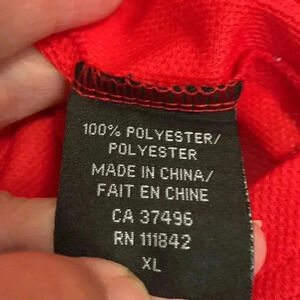 100% POLYESTER/
POLYESTER
MADE IN CHINA/
FAIT EN CHINE
CA 37496
RN 111842
XL